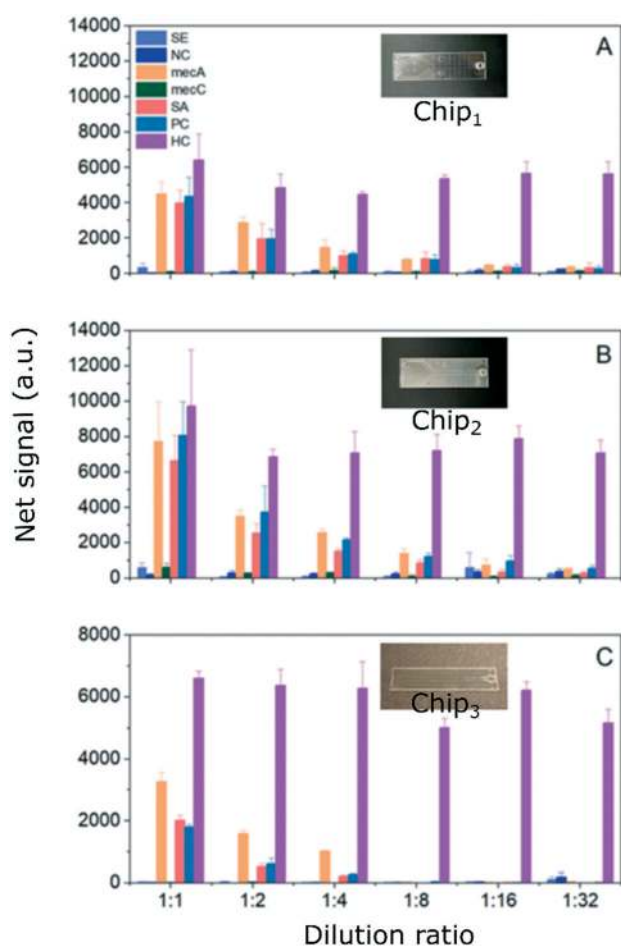 14000
12000
10000
8000
6000
4000
2000
0
SE
NC
mecA
mecC
SA
PC
HC
A
Chip₁
14000
12000
10000
8000
6000
4000
2000
0
B
Chip₂
8000
6000
4000
2000
0
C
Chip₃
1:1 1:2 1:4 1:8 1:16 1:32
Net signal (a.u.)
Dilution ratio